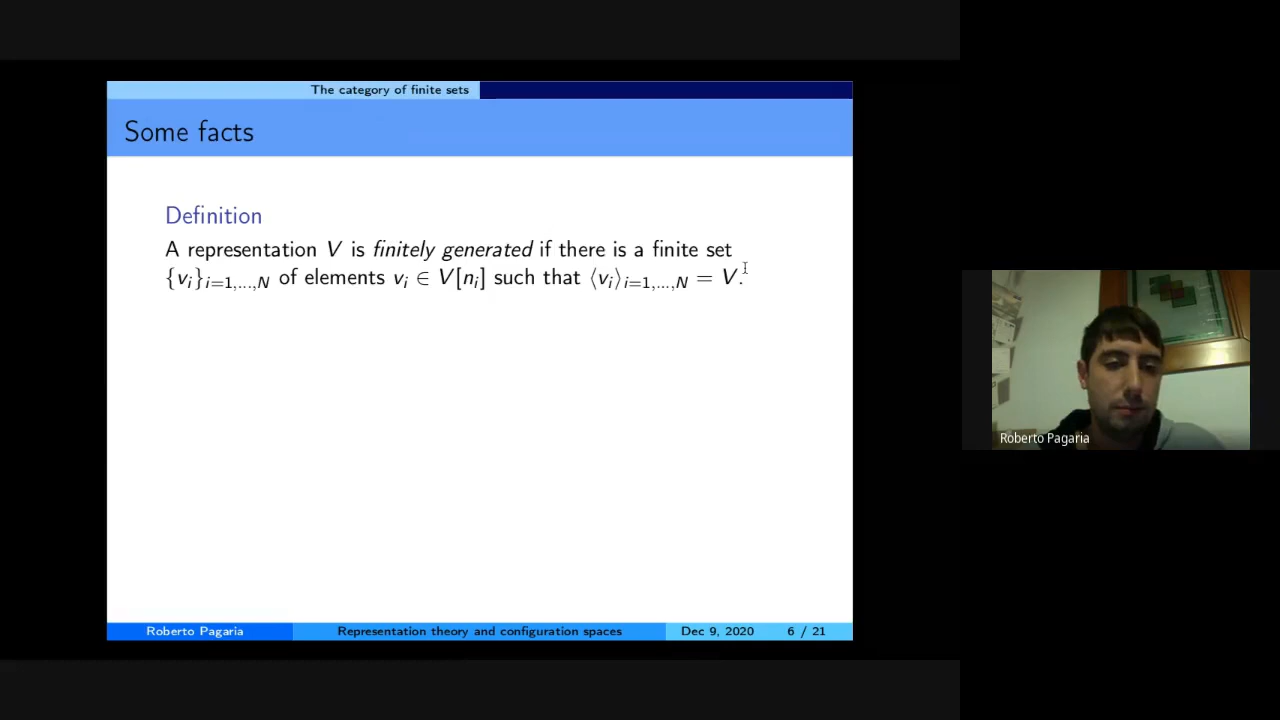 The category of finite sets
Some facts
Definition
A representation V is finitely generated if there is a finite set
{v_i}_{i=1,...,N} of elements v_i ∈ V[n_i] such that ⟨v_i⟩_{i=1,...,N} = V.
Roberto Pagaria
Roberto Pagaria Representation theory and configuration spaces Dec 9, 2020 6 / 21